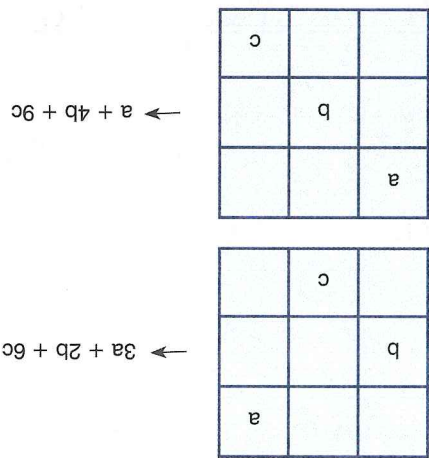 a
b → 3a + 2b + 6c
c
a
b → a + 4b + 9c
c